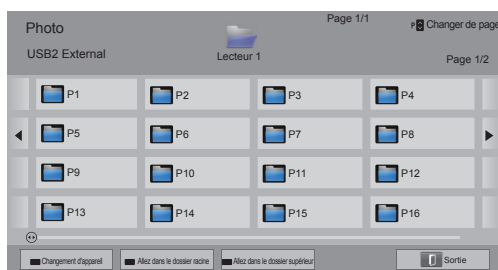 Photo
Page 1/1
P Changer de page
USB2 External
Lecteur 1
Page 1/2
P1 P2 P3 P4
P5 P6 P7 P8
P9 P10 P11 P12
P13 P14 P15 P16
Changement d'appareil Allez dans le dossier racine Allez dans le dossier supérieur Sortie